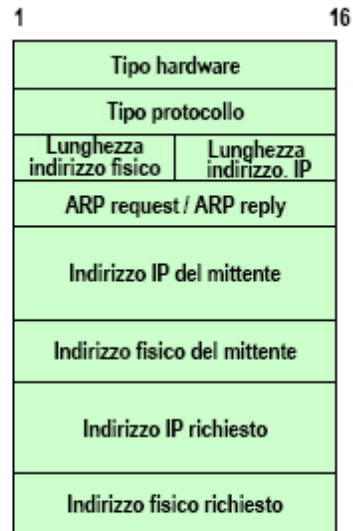 1 16
Tipo hardware
Tipo protocollo
Lunghezza
indirizzo fisico
Lunghezza
indirizzo. IP
ARP request / ARP reply
Indirizzo IP del mittente
Indirizzo fisico del mittente
Indirizzo IP richiesto
Indirizzo fisico richiesto